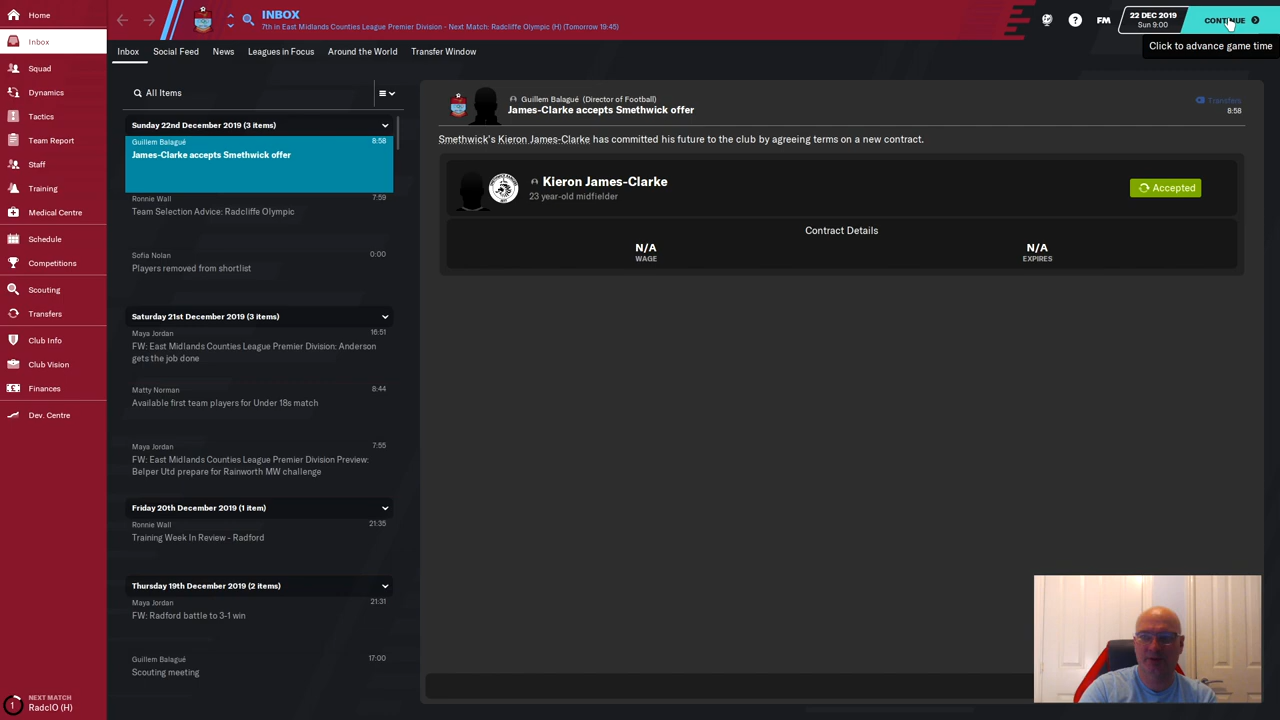 Home
Inbox
Squad
Dynamics
Tactics
Team Report
Staff
Training
Medical Centre
Schedule
Competitions
Scouting
Transfers
Club Info
Club Vision
Finances
Dev. Centre
1
NEXT MATCH
RadclO (H)
INBOX
7th in East Midlands Counties League Premier Division - Next Match: Radcliffe Olympic (H) (Tomorrow 19:45)
?
FM
22 DEC 2019
Sun 9:00
CONTINUE
Click to advance game time
Inbox
Social Feed
News
Leagues in Focus
Around the World
Transfer Window
All Items
Sunday 22nd December 2019 (3 items)
Guillem Balagué
8:58
James-Clarke accepts Smethwick offer
Ronnie Wall
7:59
Team Selection Advice: Radcliffe Olympic
Sofia Nolan
0:00
Players removed from shortlist
Saturday 21st December 2019 (3 items)
Maya Jordan
16:51
FW: East Midlands Counties League Premier Division: Anderson
gets the job done
Matty Norman
8:44
Available first team players for Under 18s match
Maya Jordan
7:55
FW: East Midlands Counties League Premier Division Preview:
Belper Utd prepare for Rainworth MW challenge
Friday 20th December 2019 (1 item)
Ronnie Wall
21:35
Training Week In Review - Radford
Thursday 19th December 2019 (2 items)
Maya Jordan
21:31
FW: Radford battle to 3-1 win
Guillem Balagué
17:00
Scouting meeting
Guillem Balagué (Director of Football)
James-Clarke accepts Smethwick offer
Transfers
8:58
Smethwick's Kieron James-Clarke has committed his future to the club by agreeing terms on a new contract.
Kieron James-Clarke
23 year-old midfielder
Accepted
Contract Details
N/A
WAGE
N/A
EXPIRES